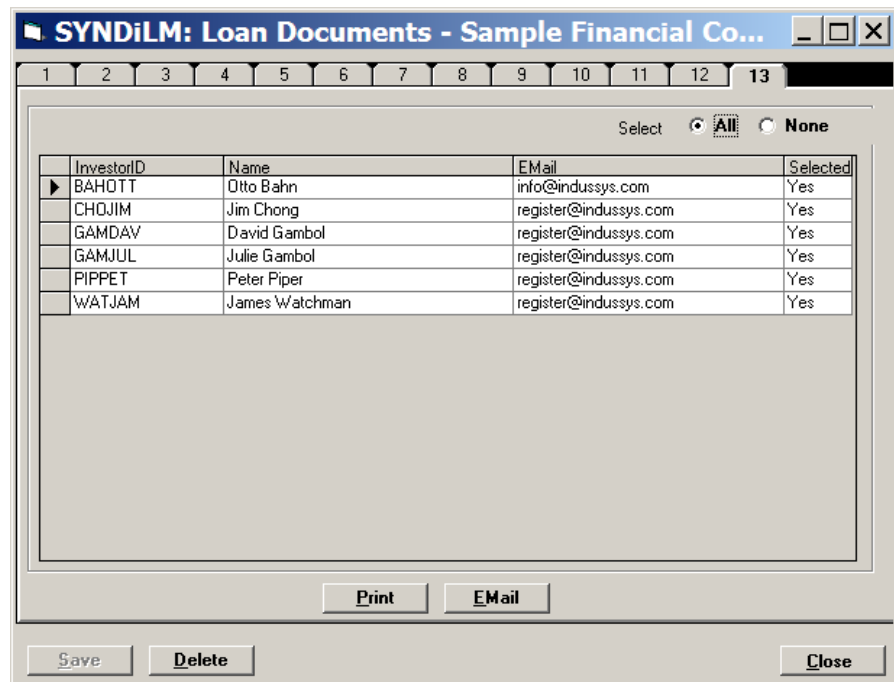 SYNDiLM: Loan Documents - Sample Financial Co...
1 2 3 4 5 6 7 8 9 10 11 12 13
Select All None
InvestorID Name EMail Selected
BAHOTT Otto Bahn info@indussys.com Yes
CHOJIM Jim Chong register@indussys.com Yes
GAMDAV David Gambol register@indussys.com Yes
GAMJUL Julie Gambol register@indussys.com Yes
PIPPET Peter Piper register@indussys.com Yes
WATJAM James Watchman register@indussys.com Yes
Print EMail
Save Delete Close